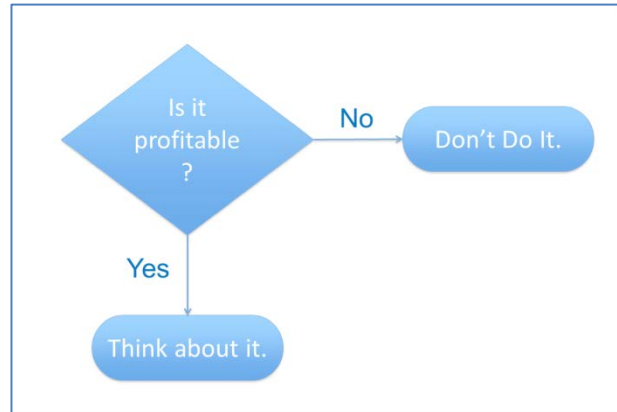 Is it
profitable
?
No
Don’t Do It.
Yes
Think about it.